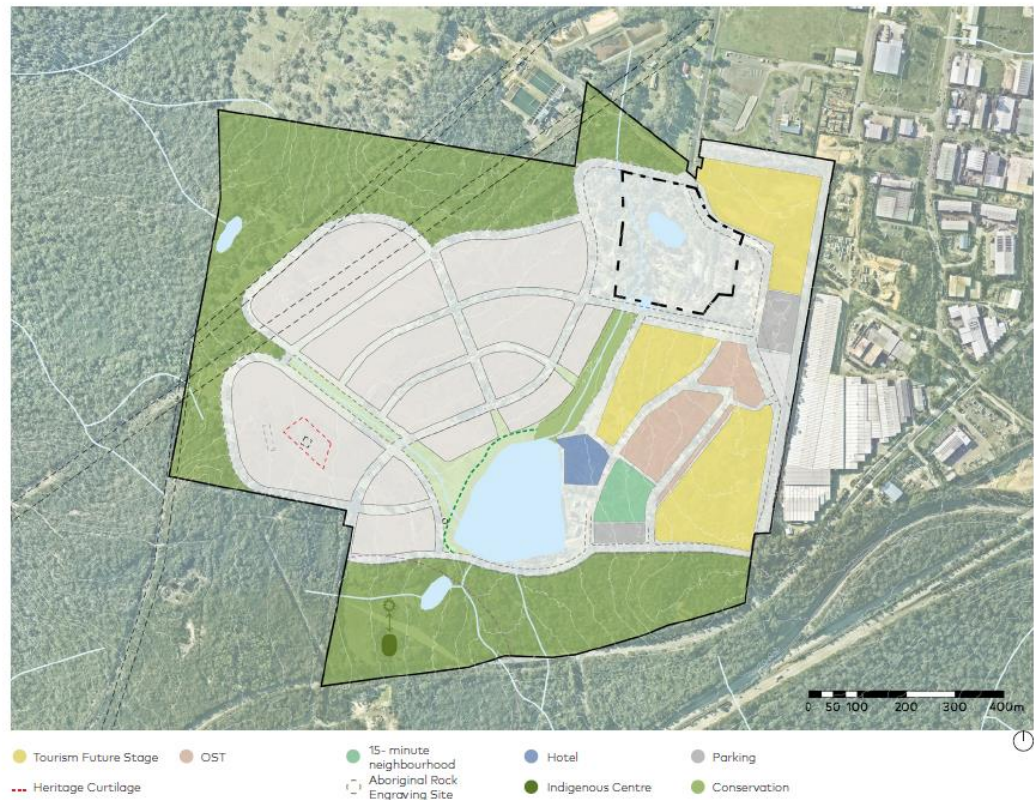 0 50 100 200 300 400m
Tourism Future Stage
OST
15- minute
neighbourhood
Hotel
Parking
Heritage Curtilage
Aboriginal Rock
Engraving Site
Indigenous Centre
Conservation